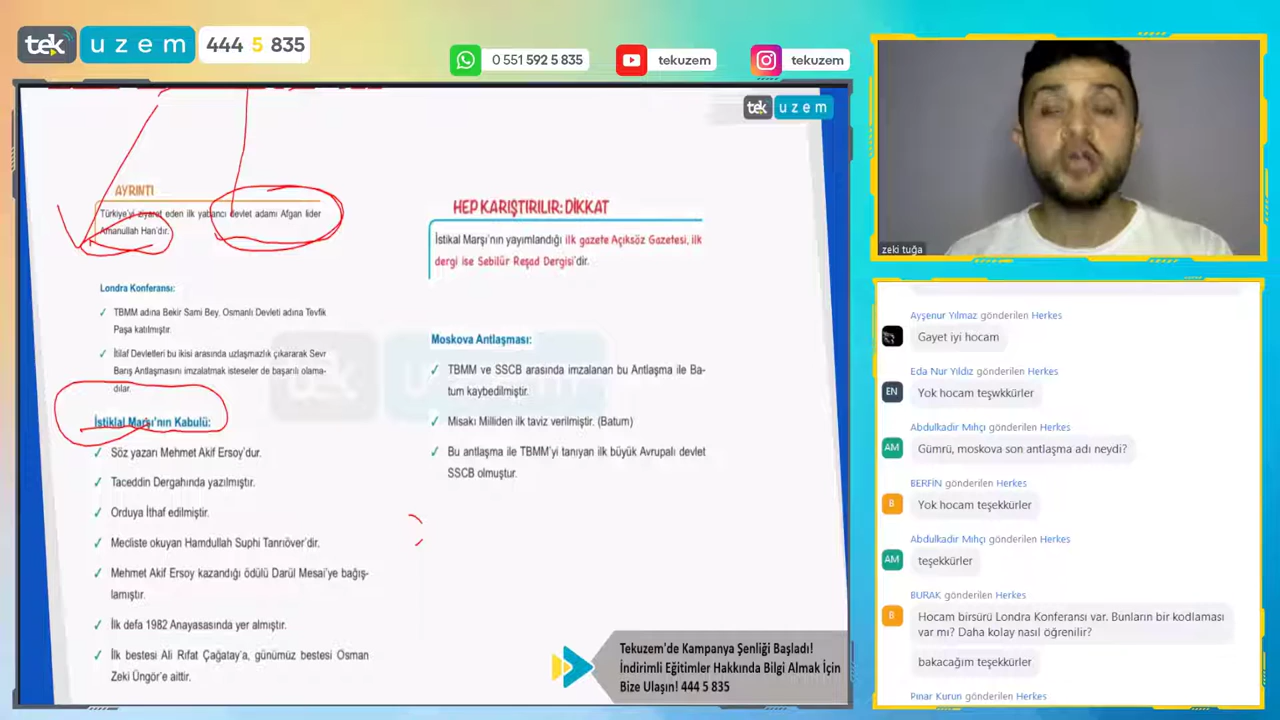 tek uzem 444 5 835
0 551 592 5 835
tekuzem
tekuzem
tek uzem
AYRINTI
Türkiye'yi ziyaret eden ilk yabancı devlet adamı Afgan lider
Amanullah Han'dır.
Londra Konferansı:
✓ TBMM adına Bekir Sami Bey, Osmanlı Devleti adına Tevfik
Paşa katılmıştır.
✓ İtilaf Devletleri bu ikisi arasında uzlaşmazlık çıkararak Sevr
Barış Antlaşmasını imzalatmak isteseler de başarılı olama-
dılar.
İstiklal Marşı'nın Kabulü:
✓ Söz yazarı Mehmet Akif Ersoy'dur.
✓ Taceddin Dergahında yazılmıştır.
✓ Orduya İthaf edilmiştir.
✓ Mecliste okuyan Hamdullah Suphi Tanrıöver'dir.
✓ Mehmet Akif Ersoy kazandığı ödülü Darül Mesai'ye bağış-
lamıştır.
✓ İlk defa 1982 Anayasasında yer almıştır.
✓ İlk bestesi Ali Rıfat Çağatay'a, günümüz bestesi Osman
Zeki Üngör'e aittir.
HEP KARIŞTIRILIR: DİKKAT
İstikal Marşı'nın yayımlandığı ilk gazete Açıksöz Gazetesi, ilk
dergi ise Sebilür Reşad Dergisi'dir.
Moskova Antlaşması:
✓ TBMM ve SSCB arasında imzalanan bu Antlaşma ile Ba-
tum kaybedilmiştir.
✓ Misakı Milliden ilk taviz verilmiştir. (Batum)
✓ Bu antlaşma ile TBMM'yi tanıyan ilk büyük Avrupalı devlet
SSCB olmuştur.
tek uzem
Tekuzem'de Kampanya Şenliği Başladı!
İndirimli Eğitimler Hakkında Bilgi Almak İçin
Bize Ulaşın! 444 5 835
zeki tuğa
Ayşenur Yılmaz gönderilen Herkes
Gayet iyi hocam
Eda Nur Yıldız gönderilen Herkes
EN Yok hocam teşwkkürler
Abdulkadir Mıhçı gönderilen Herkes
AM Gümrü, moskova son antlaşma adı neydi?
BERFİN gönderilen Herkes
B Yok hocam teşekkürler
Abdulkadir Mıhçı gönderilen Herkes
AM teşekkürler
BURAK gönderilen Herkes
B Hocam birsürü Londra Konferansı var. Bunların bir kodlaması
var mı? Daha kolay nasıl öğrenilir?
bakacağım teşekkürler
Pınar Kurun gönderilen Herkes